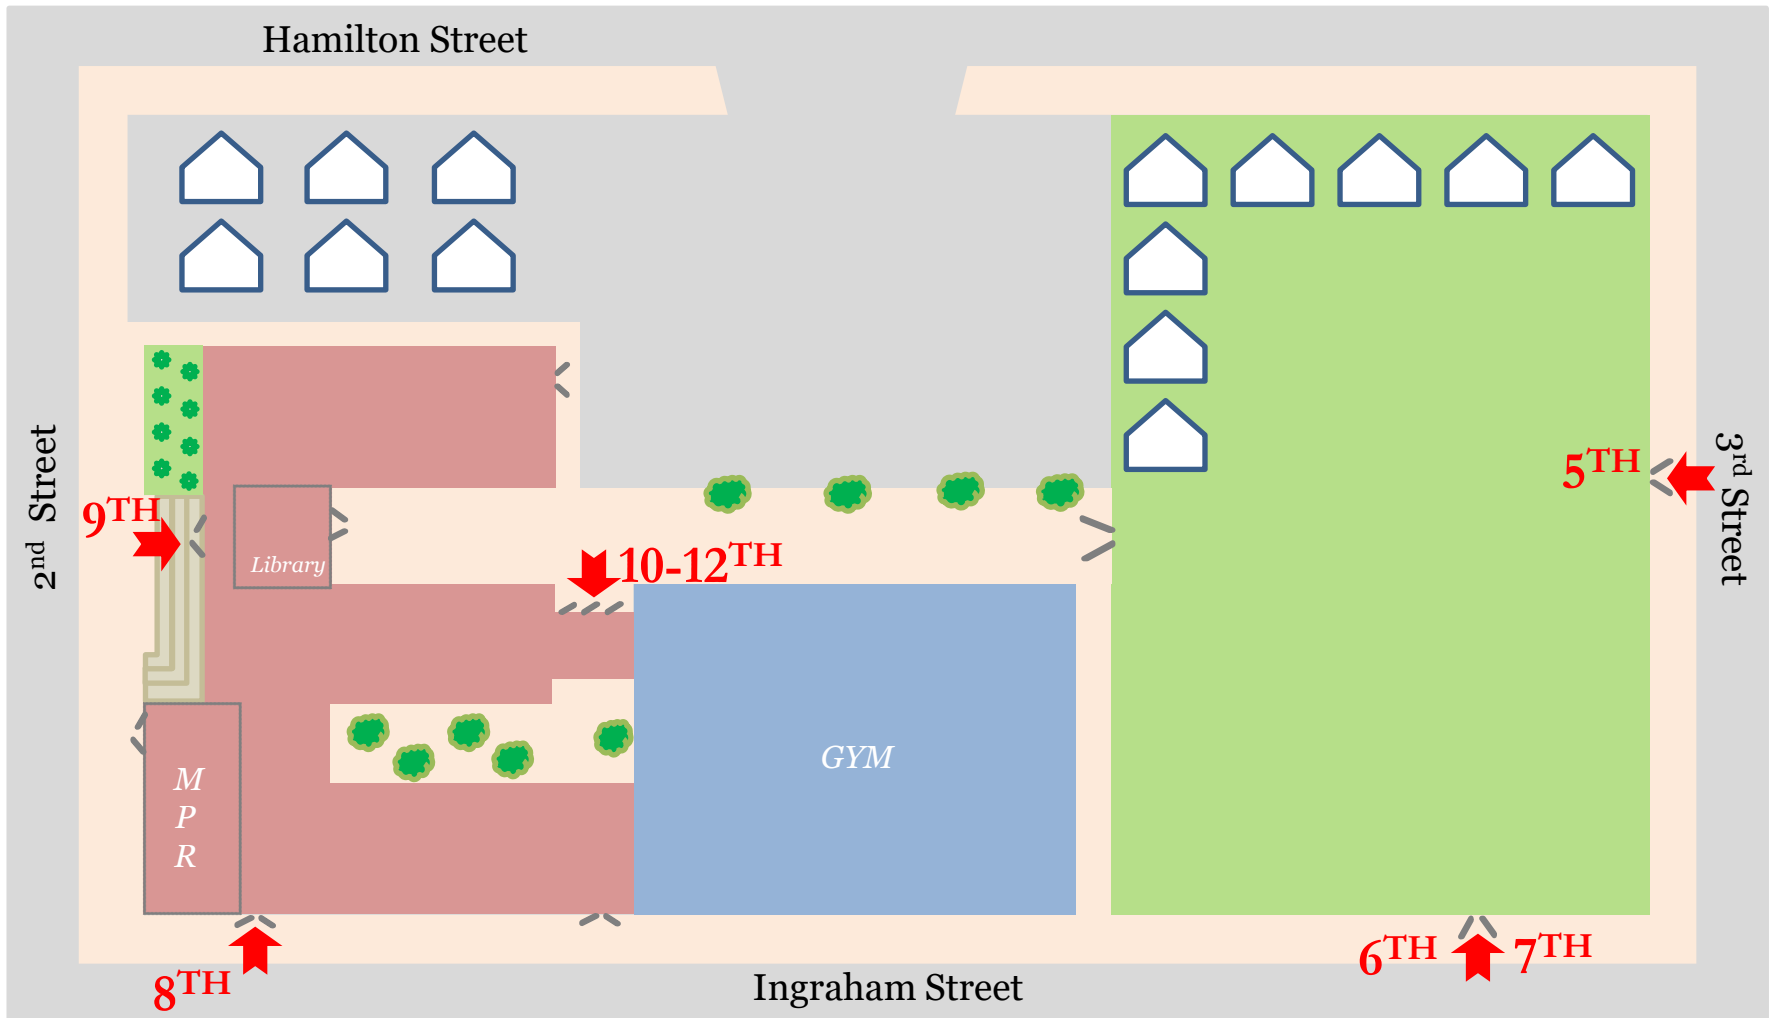 Hamilton Street
2nd Street
3rd Street
5TH
9TH
Library
10-12TH
GYM
M
P
R
6TH
7TH
8TH
Ingraham Street